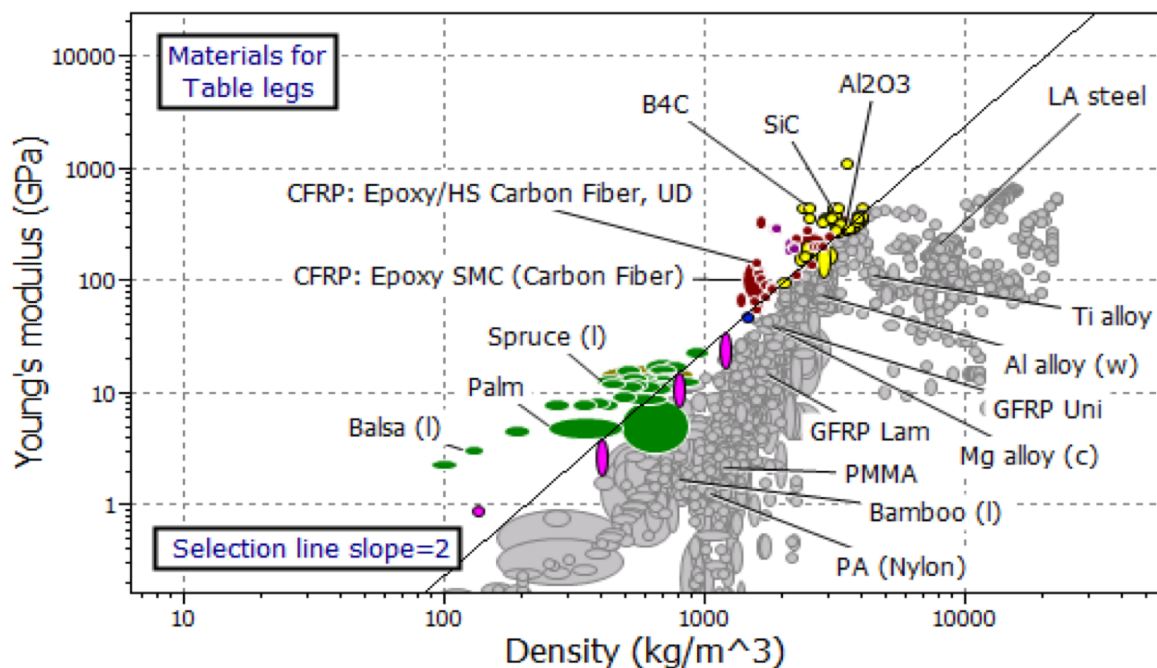 Materials for
Table legs
Al2O3
B4C
LA steel
SiC
CFRP: Epoxy/HS Carbon Fiber, UD
CFRP: Epoxy SMC (Carbon Fiber)
Ti alloy
Spruce (l)
Al alloy (w)
Palm
GFRP Uni
Balsa (l)
GFRP Lam
Mg alloy (c)
PMMA
Bamboo (l)
PA (Nylon)
Selection line slope=2
Young's modulus (GPa)
10000
1000
100
10
1
10
100
1000
10000
Density (kg/m^3)